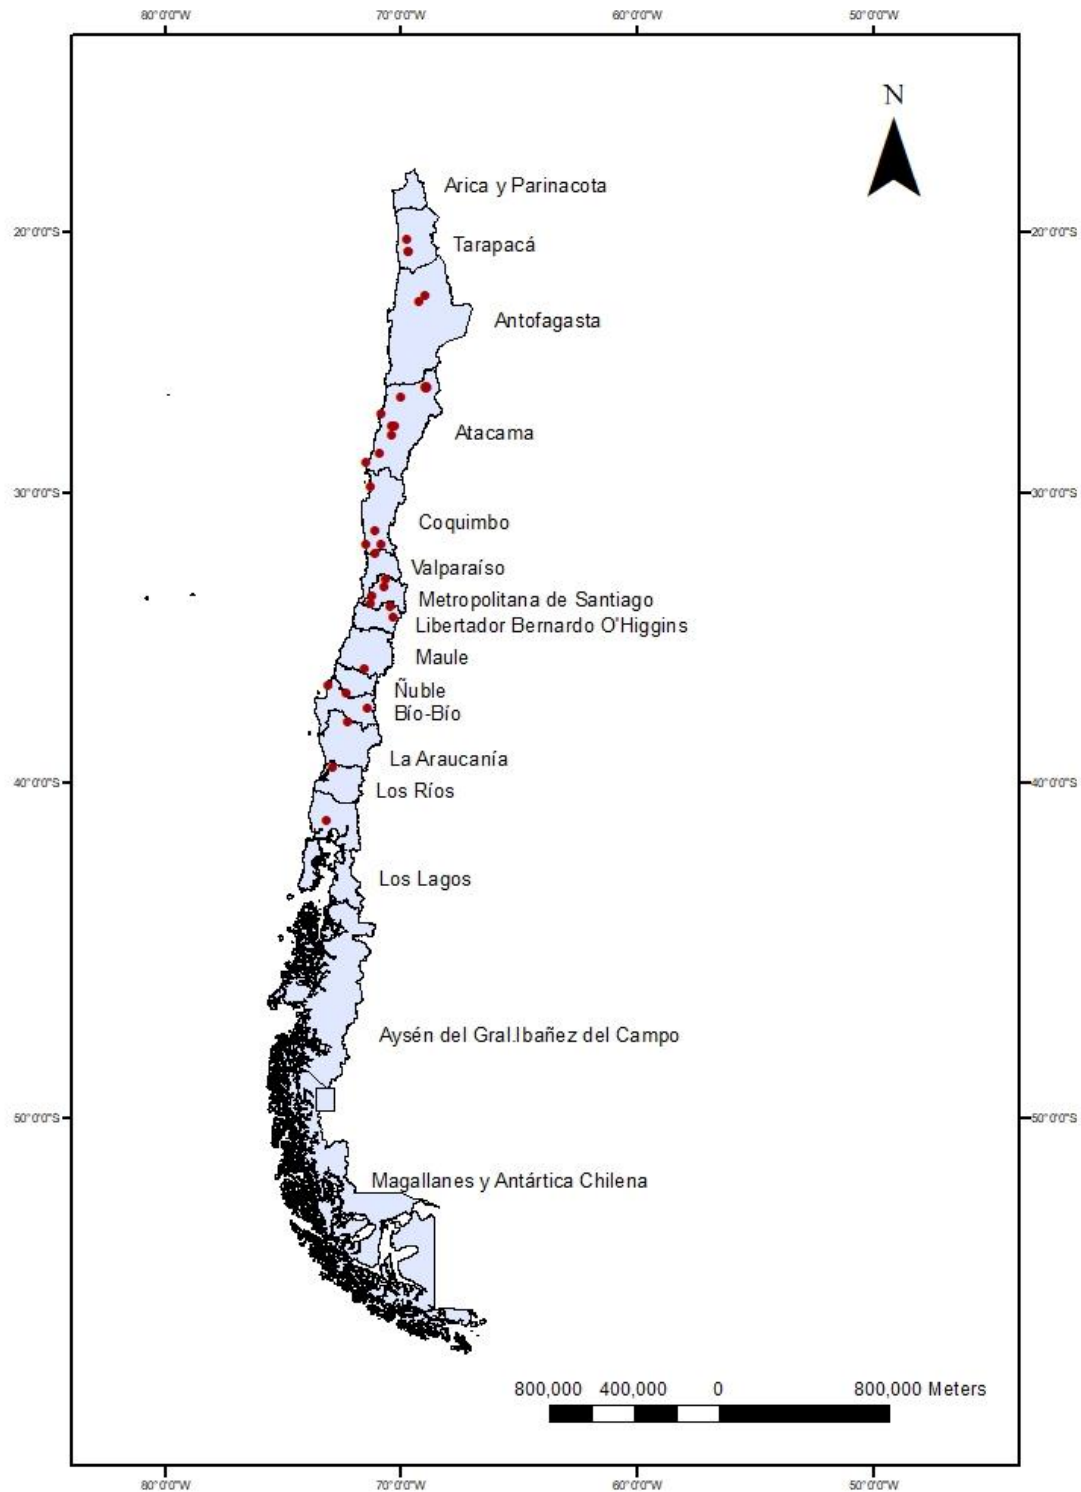 80°0'0"W 70°0'0"W 60°0'0"W 50°0'0"W
N
Arica y Parinacota
20°0'0"S 20°0'0"S
Tarapacá
Antofagasta
Atacama
30°0'0"S 30°0'0"S
Coquimbo
Valparaíso
Metropolitana de Santiago
Libertador Bernardo O'Higgins
Maule
Ñuble
Bío-Bío
La Araucanía
40°0'0"S 40°0'0"S
Los Ríos
Los Lagos
Aysén del Gral.Ibañez del Campo
50°0'0"S 50°0'0"S
Magallanes y Antártica Chilena
800,000 400,000 0 800,000 Meters
80°0'0"W 70°0'0"W 60°0'0"W 50°0'0"W